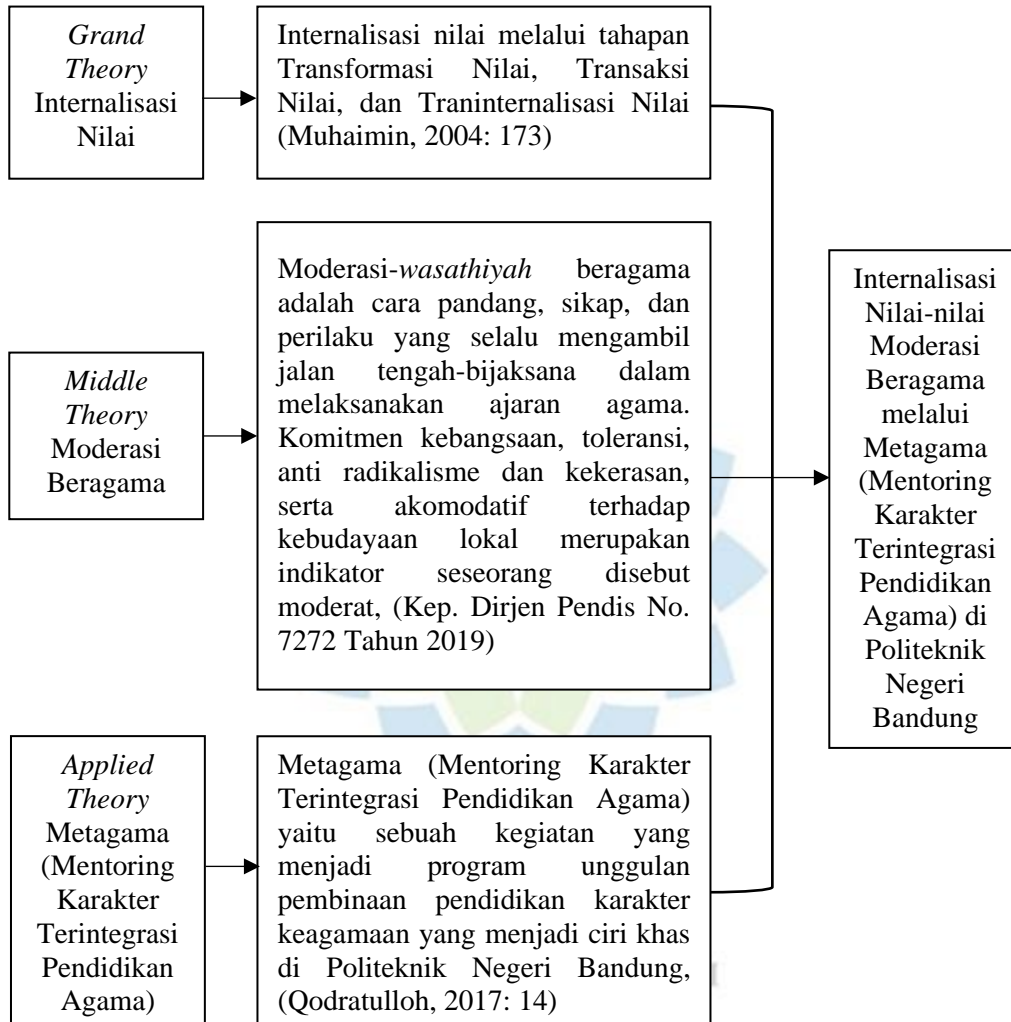 Grand
Theory
Internalisasi
Nilai
Internalisasi nilai melalui tahapan
Transformasi Nilai, Transaksi
Nilai, dan Traninternalisasi Nilai
(Muhaimin, 2004: 173)
Middle
Theory
Moderasi
Beragama
Moderasi-wasathiyah beragama
adalah cara pandang, sikap, dan
perilaku yang selalu mengambil
jalan tengah-bijaksana dalam
melaksanakan ajaran agama.
Komitmen kebangsaan, toleransi,
anti radikalisme dan kekerasan,
serta akomodatif terhadap
kebudayaan lokal merupakan
indikator seseorang disebut
moderat, (Kep. Dirjen Pendis No.
7272 Tahun 2019)
Applied
Theory
Metagama
(Mentoring
Karakter
Terintegrasi
Pendidikan
Agama)
Metagama (Mentoring Karakter
Terintegrasi Pendidikan Agama)
yaitu sebuah kegiatan yang
menjadi program unggulan
pembinaan pendidikan karakter
keagamaan yang menjadi ciri khas
di Politeknik Negeri Bandung,
(Qodratulloh, 2017: 14)
Internalisasi
Nilai-nilai
Moderasi
Beragama
melalui
Metagama
(Mentoring
Karakter
Terintegrasi
Pendidikan
Agama) di
Politeknik
Negeri
Bandung